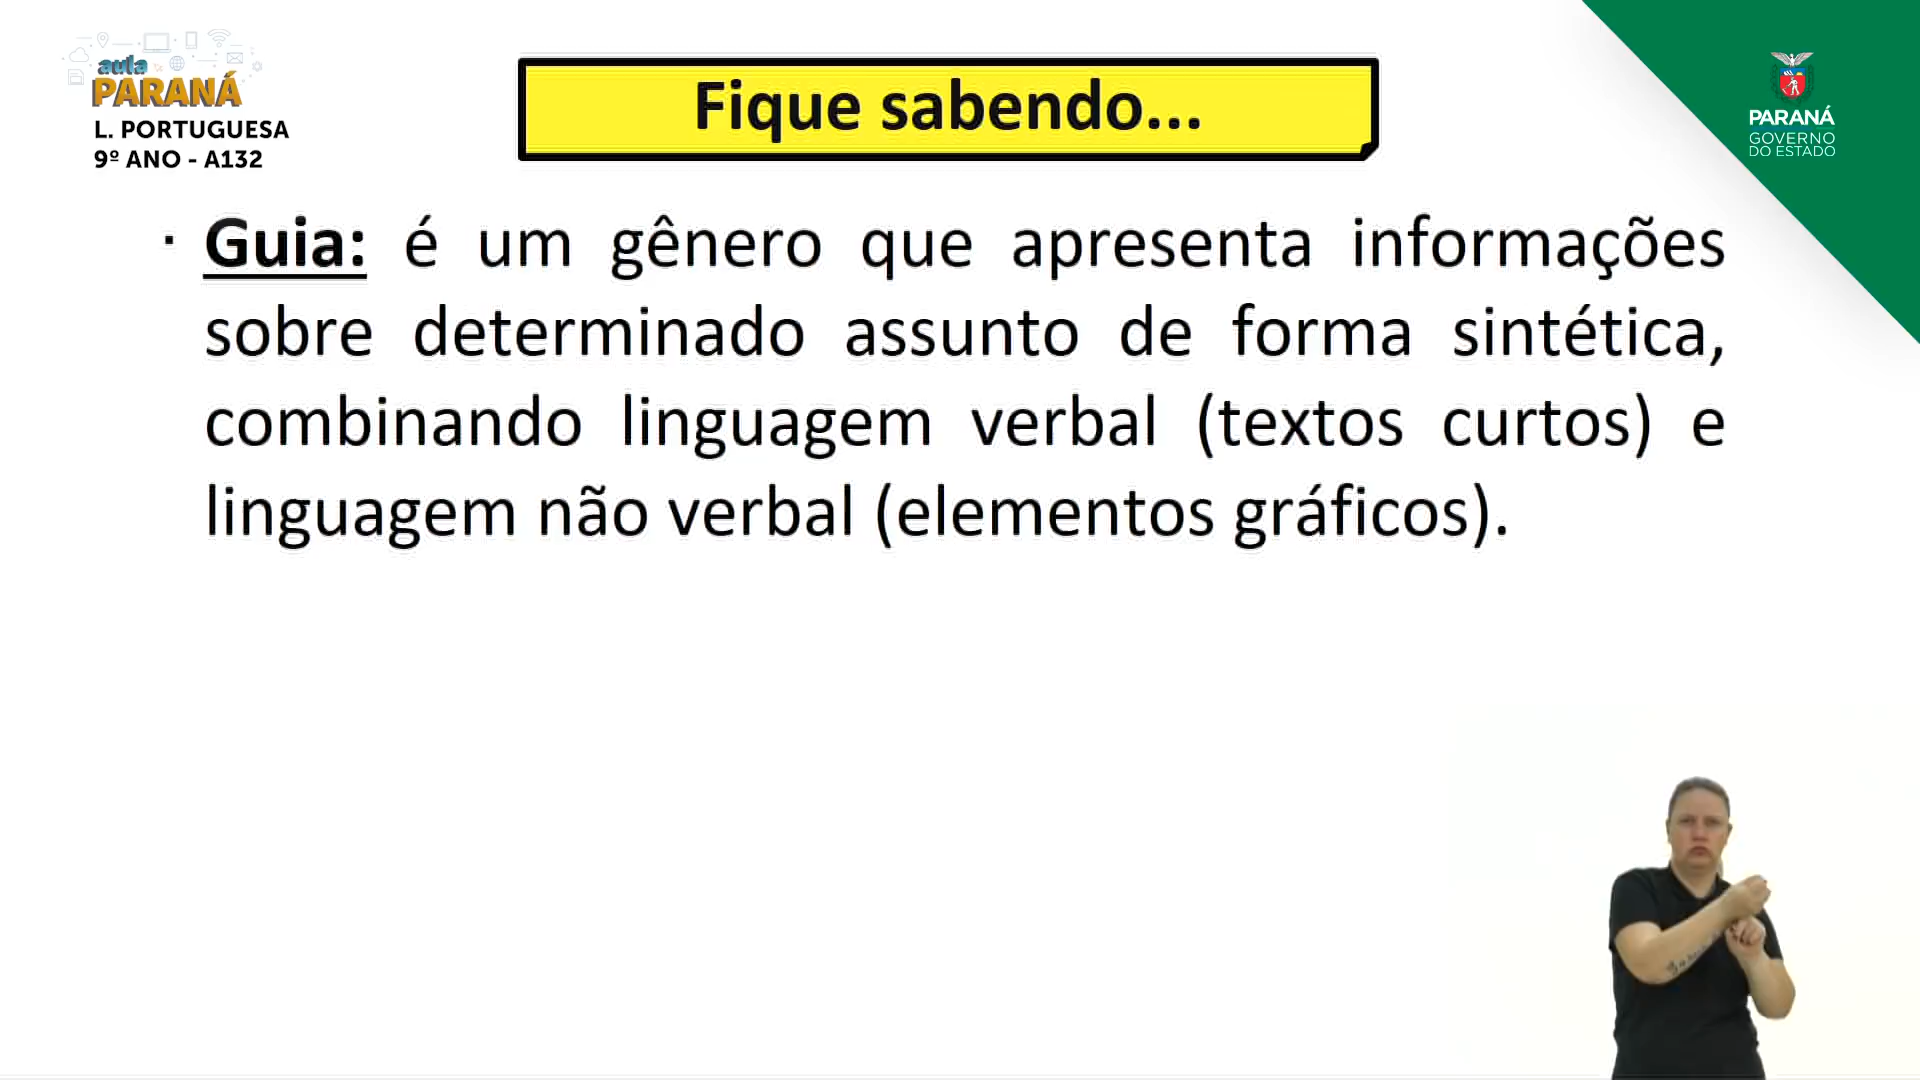 aula
PARANÁ
L. PORTUGUESA
9º ANO - A132
Fique sabendo...
PARANÁ
GOVERNO
DO ESTADO
· Guia: é um gênero que apresenta informações
sobre determinado assunto de forma sintética,
combinando linguagem verbal (textos curtos) e
linguagem não verbal (elementos gráficos).